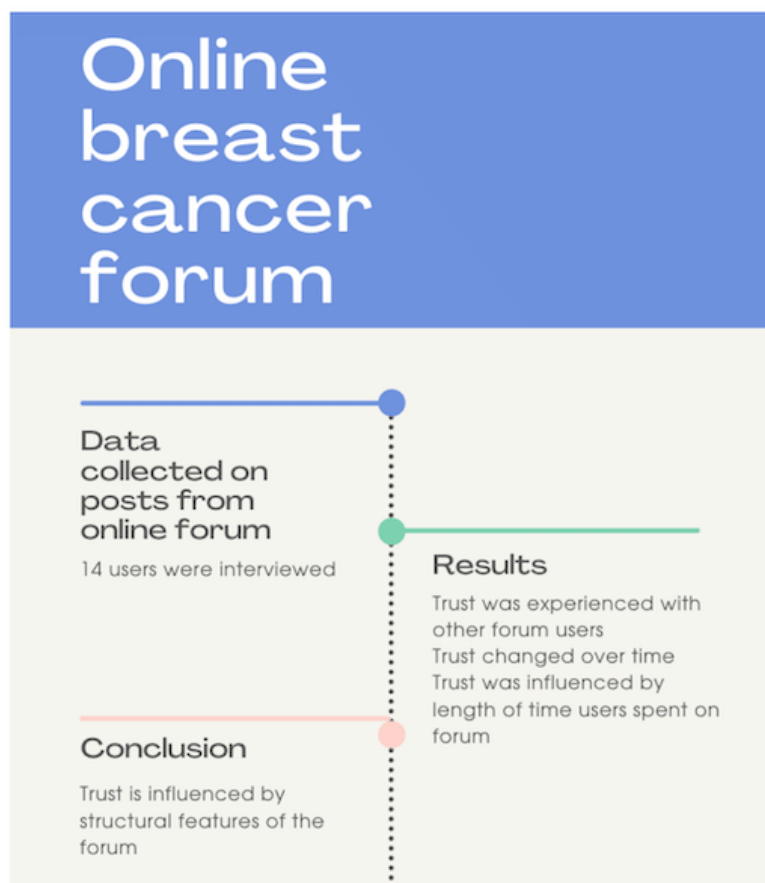 Online
breast
cancer
forum
Data
collected on
posts from
online forum
14 users were interviewed
Results
Trust was experienced with
other forum users
Trust changed over time
Trust was influenced by
length of time users spent on
forum
Conclusion
Trust is influenced by
structural features of the
forum